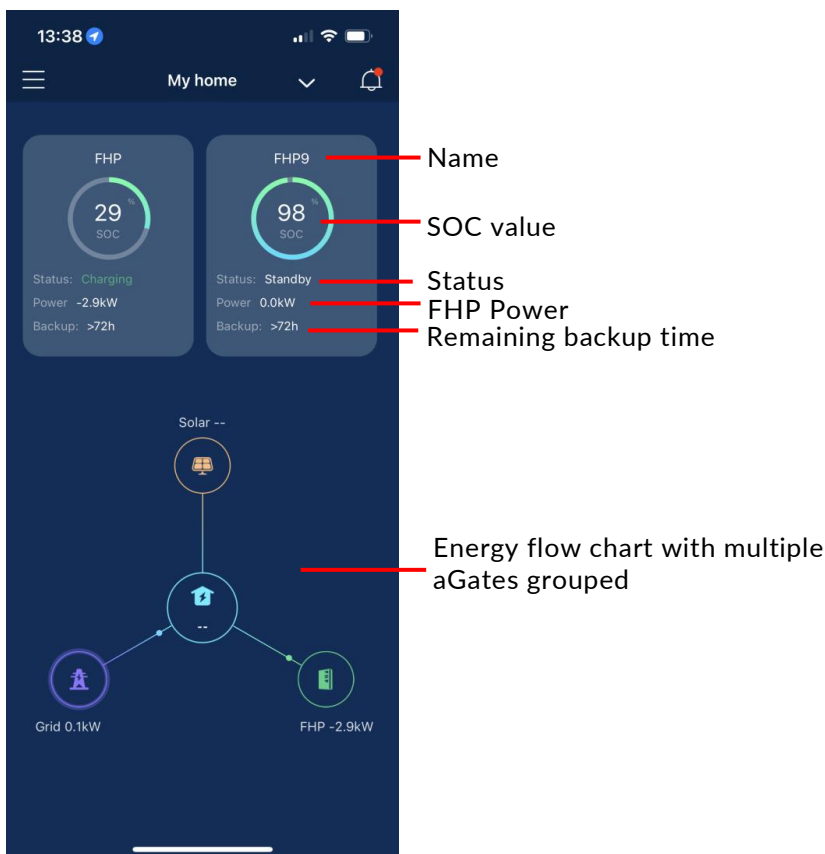 13:38
My home
FHP
29 %
SOC
Status: Charging
Power -2.9kW
Backup: >72h
FHP9
98 %
SOC
Status: Standby
Power 0.0kW
Backup: >72h
Name
SOC value
Status
FHP Power
Remaining backup time
Solar --
--
Grid 0.1kW
FHP -2.9kW
Energy flow chart with multiple
aGates grouped